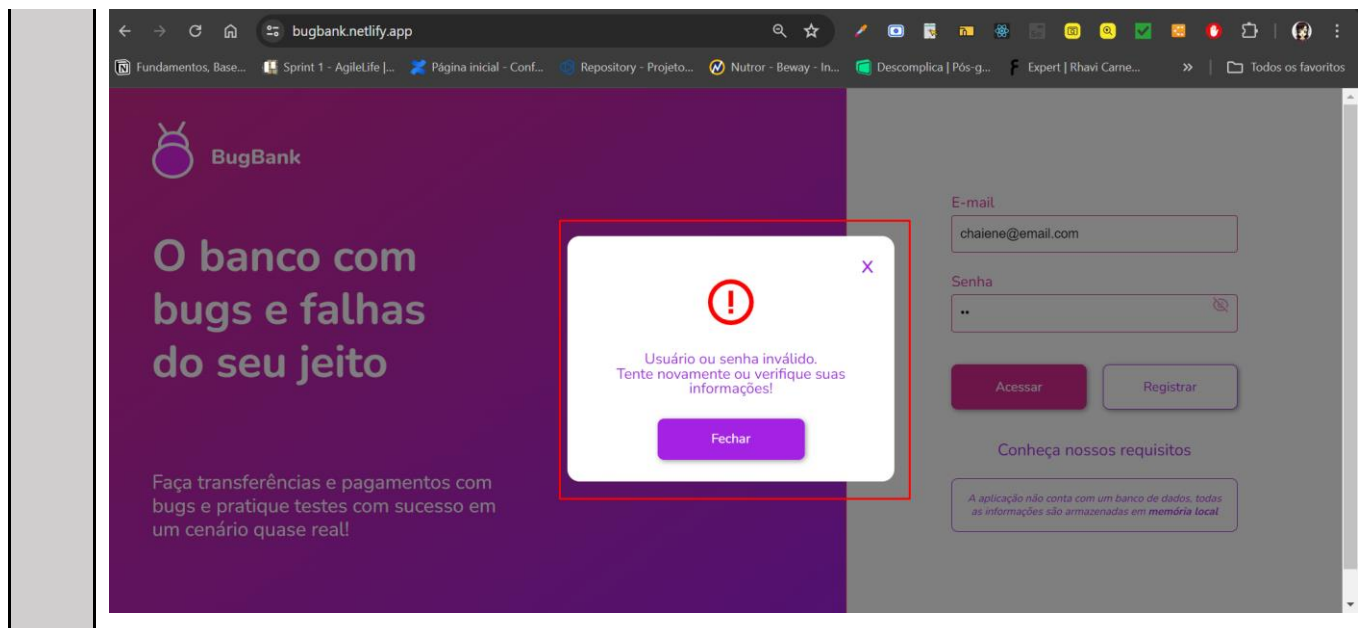 bugbank.netlify.app
Fundamentos, Base... Sprint 1 - AgileLife |... Página inicial - Conf... Repository - Projeto... Nutror - Beway - In... Descomplica | Pós-g... Expert | Rhavi Carne... » Todos os favoritos
BugBank
O banco com
bugs e falhas
do seu jeito
Faça transferências e pagamentos com
bugs e pratique testes com sucesso em
um cenário quase real!
X
!
Usuário ou senha inválido.
Tente novamente ou verifique suas
informações!
Fechar
E-mail
chaiene@email.com
Senha
••
Acessar Registrar
Conheça nossos requisitos
A aplicação não conta com um banco de dados, todas
as informações são armazenadas em memória local